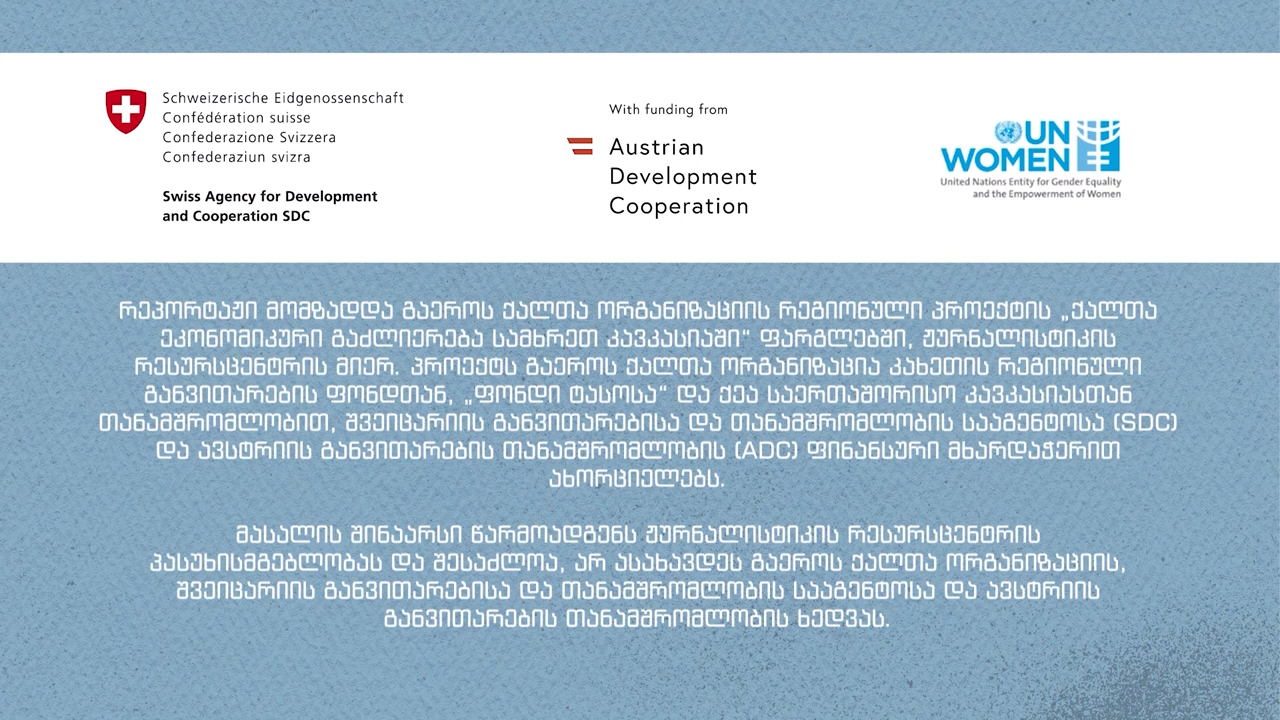 Schweizerische Eidgenossenschaft
Confédération suisse
Confederazione Svizzera
Confederaziun svizra
Swiss Agency for Development
and Cooperation SDC
With funding from
Austrian
Development
Cooperation
UN
WOMEN
United Nations Entity for Gender Equality
and the Empowerment of Women
რეპორტაჟი მომზადდა გაეროს ქალთა ორგანიზაციის რეგიონული პროექტის „ქალთა
ეკონომიკური გაძლიერება სამხრეთ კავკასიაში“ ფარგლებში, ჟურნალისტიკის
რესურსცენტრის მიერ. პროექტს გაეროს ქალთა ორგანიზაცია კახეთის რეგიონული
განვითარების ფონდთან, „ფონდი ტასოსა“ და ქეა საერთაშორისო კავკასიასთან
თანამშრომლობით, შვეიცარიის განვითარებისა და თანამშრომლობის სააგენტოსა (SDC)
და ავსტრიის განვითარების თანამშრომლობის (ADC) ფინანსური მხარდაჭერით
ახორციელებს.
მასალის შინაარსი წარმოადგენს ჟურნალისტიკის რესურსცენტრის
პასუხისმგებლობას და შესაძლოა, არ ასახავდეს გაეროს ქალთა ორგანიზაციის,
შვეიცარიის განვითარებისა და თანამშრომლობის სააგენტოსა და ავსტრიის
განვითარების თანამშრომლობის ხედვას.